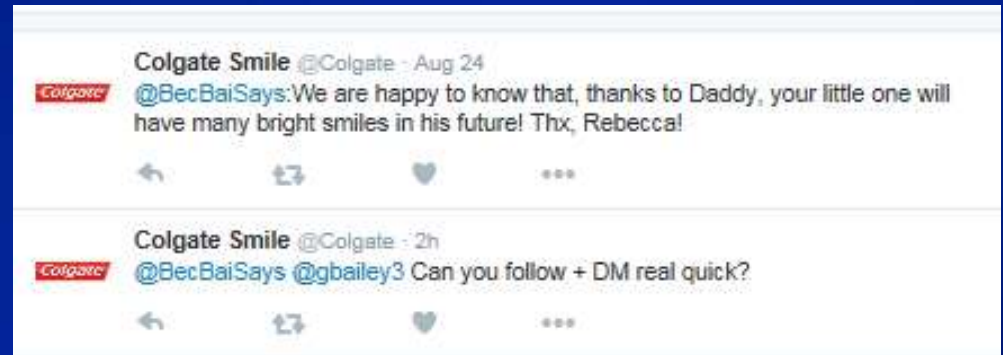 Colgate Smile @Colgate · Aug 24
Colgate
@BecBaiSays:We are happy to know that, thanks to Daddy, your little one will
have many bright smiles in his future! Thx, Rebecca!
Colgate Smile @Colgate · 2h
Colgate
@BecBaiSays @gbailey3 Can you follow + DM real quick?